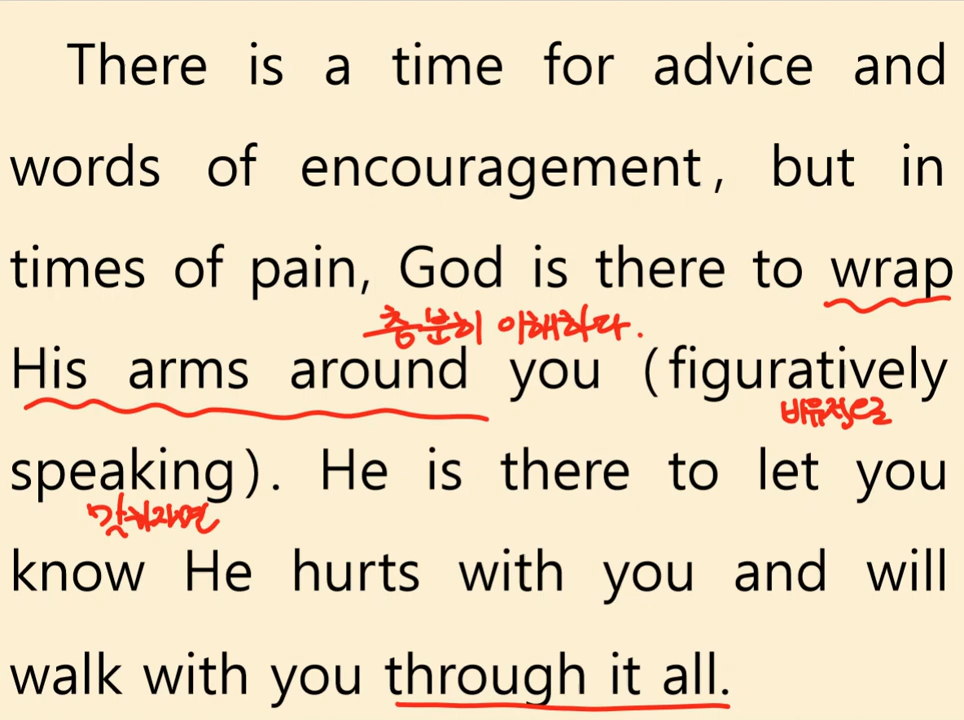 There is a time for advice and
words of encouragement, but in
times of pain, God is there to wrap
충분히 이해하다.
His arms around you (figuratively
비유적으로
speaking). He is there to let you
말하자면
know He hurts with you and will
walk with you through it all.